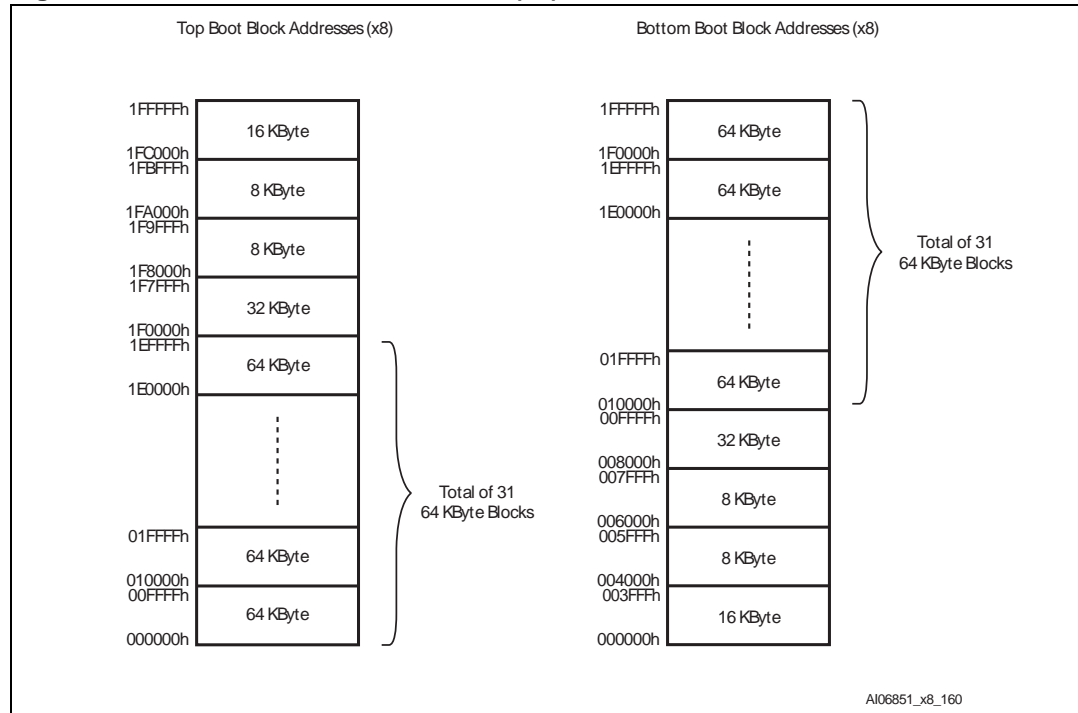 Top Boot Block Addresses (x8)
1FFFFFh
16 KByte
1FC000h
1FBFFFh
8 KByte
1FA000h
1F9FFFh
8 KByte
1F8000h
1F7FFFh
32 KByte
1F0000h
1EFFFFh
64 KByte
1E0000h
Total of 31
64 KByte Blocks
01FFFFh
64 KByte
010000h
00FFFFh
64 KByte
000000h
Bottom Boot Block Addresses (x8)
1FFFFFh
64 KByte
1F0000h
1EFFFFh
64 KByte
1E0000h
Total of 31
64 KByte Blocks
01FFFFh
64 KByte
010000h
00FFFFh
32 KByte
008000h
007FFFh
8 KByte
006000h
005FFFh
8 KByte
004000h
003FFFh
16 KByte
000000h
AI06851_x8_160